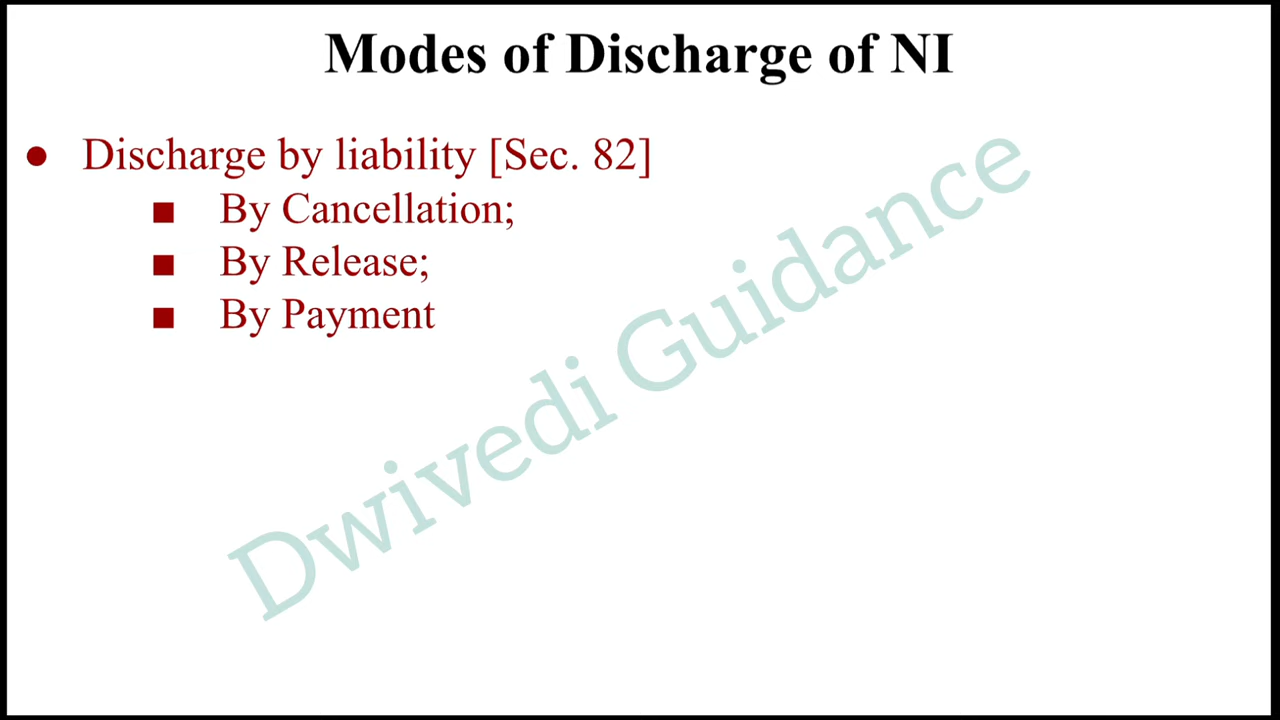 Modes of Discharge of NI
● Discharge by liability [Sec. 82]
■ By Cancellation;
■ By Release;
■ By Payment
Dwivedi Guidance